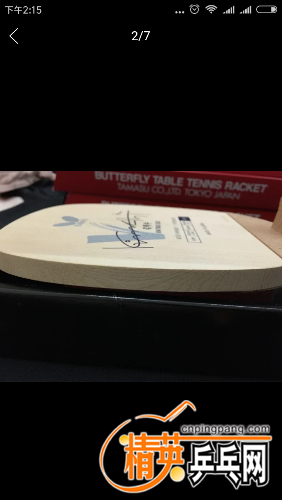 下午2:15
2/7
BUTTERFLY TABLE TENNIS RACKET
TAMASU CO.,LTD TOKYO JAPAN
cnpingpang.com
精英乒乓网